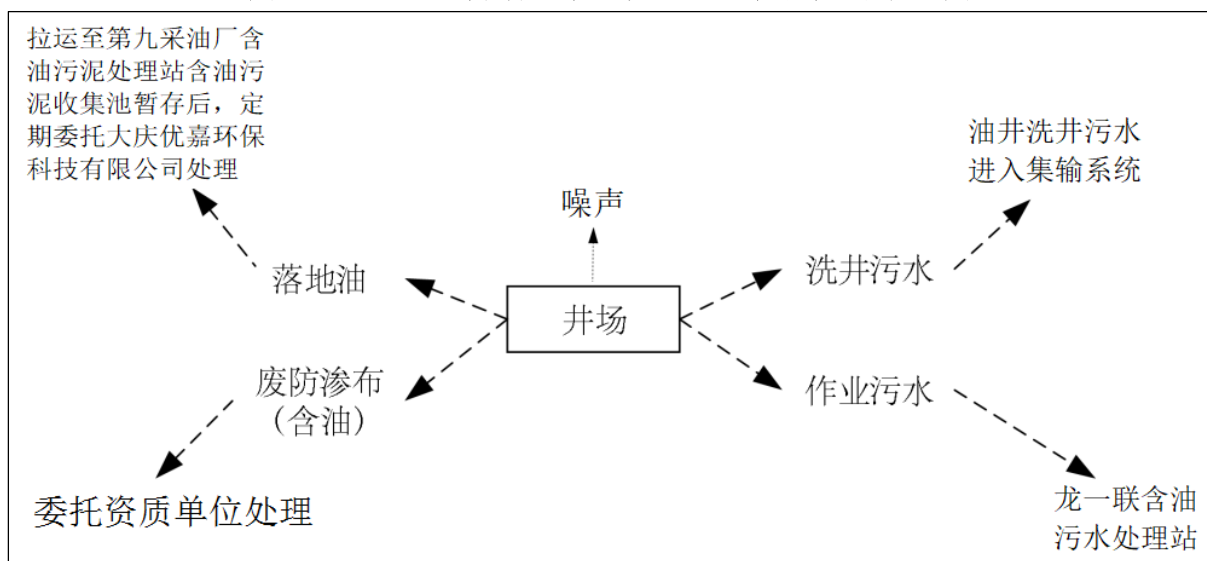 拉运至第九采油厂含
油污泥处理站含油污
泥收集池暂存后，定
期委托大庆优嘉环保
科技有限公司处理
油井洗井污水
进入集输系统
噪声
落地油
洗井污水
井场
废防渗布
（含油）
作业污水
委托资质单位处理
龙一联含油
污水处理站